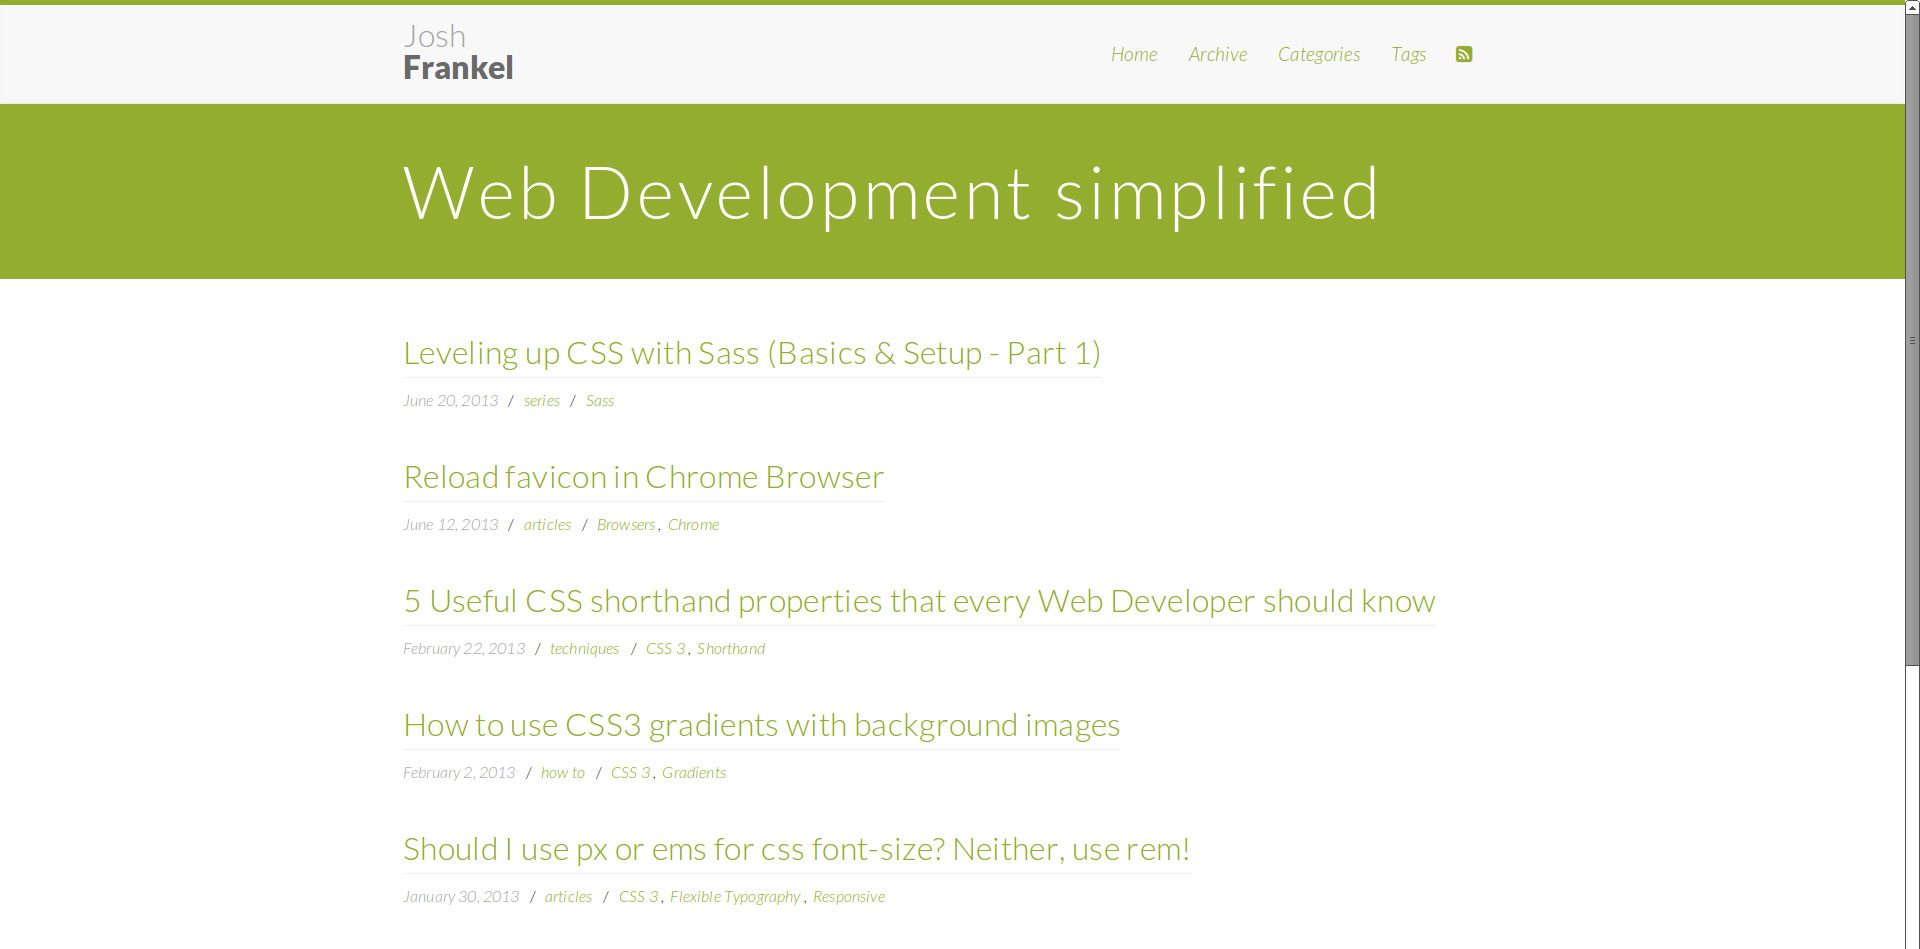 Josh
Frankel
Home Archive Categories Tags
Web Development simplified
Leveling up CSS with Sass (Basics & Setup - Part 1)
June 20, 2013 / series / Sass
Reload favicon in Chrome Browser
June 12, 2013 / articles / Browsers, Chrome
5 Useful CSS shorthand properties that every Web Developer should know
February 22, 2013 / techniques / CSS 3, Shorthand
How to use CSS3 gradients with background images
February 2, 2013 / how to / CSS 3, Gradients
Should I use px or ems for css font-size? Neither, use rem!
January 30, 2013 / articles / CSS 3, Flexible Typography, Responsive